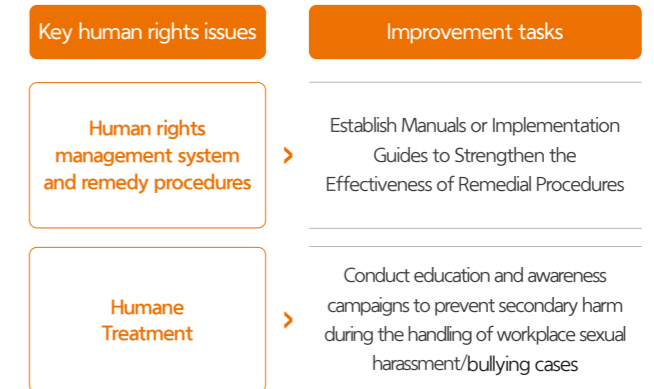 Key human rights issues
Improvement tasks
Human rights
management system
and remedy procedures
Establish Manuals or Implementation
Guides to Strengthen the
Effectiveness of Remedial Procedures
Humane
Treatment
Conduct education and awareness
campaigns to prevent secondary harm
during the handling of workplace sexual
harassment/bullying cases